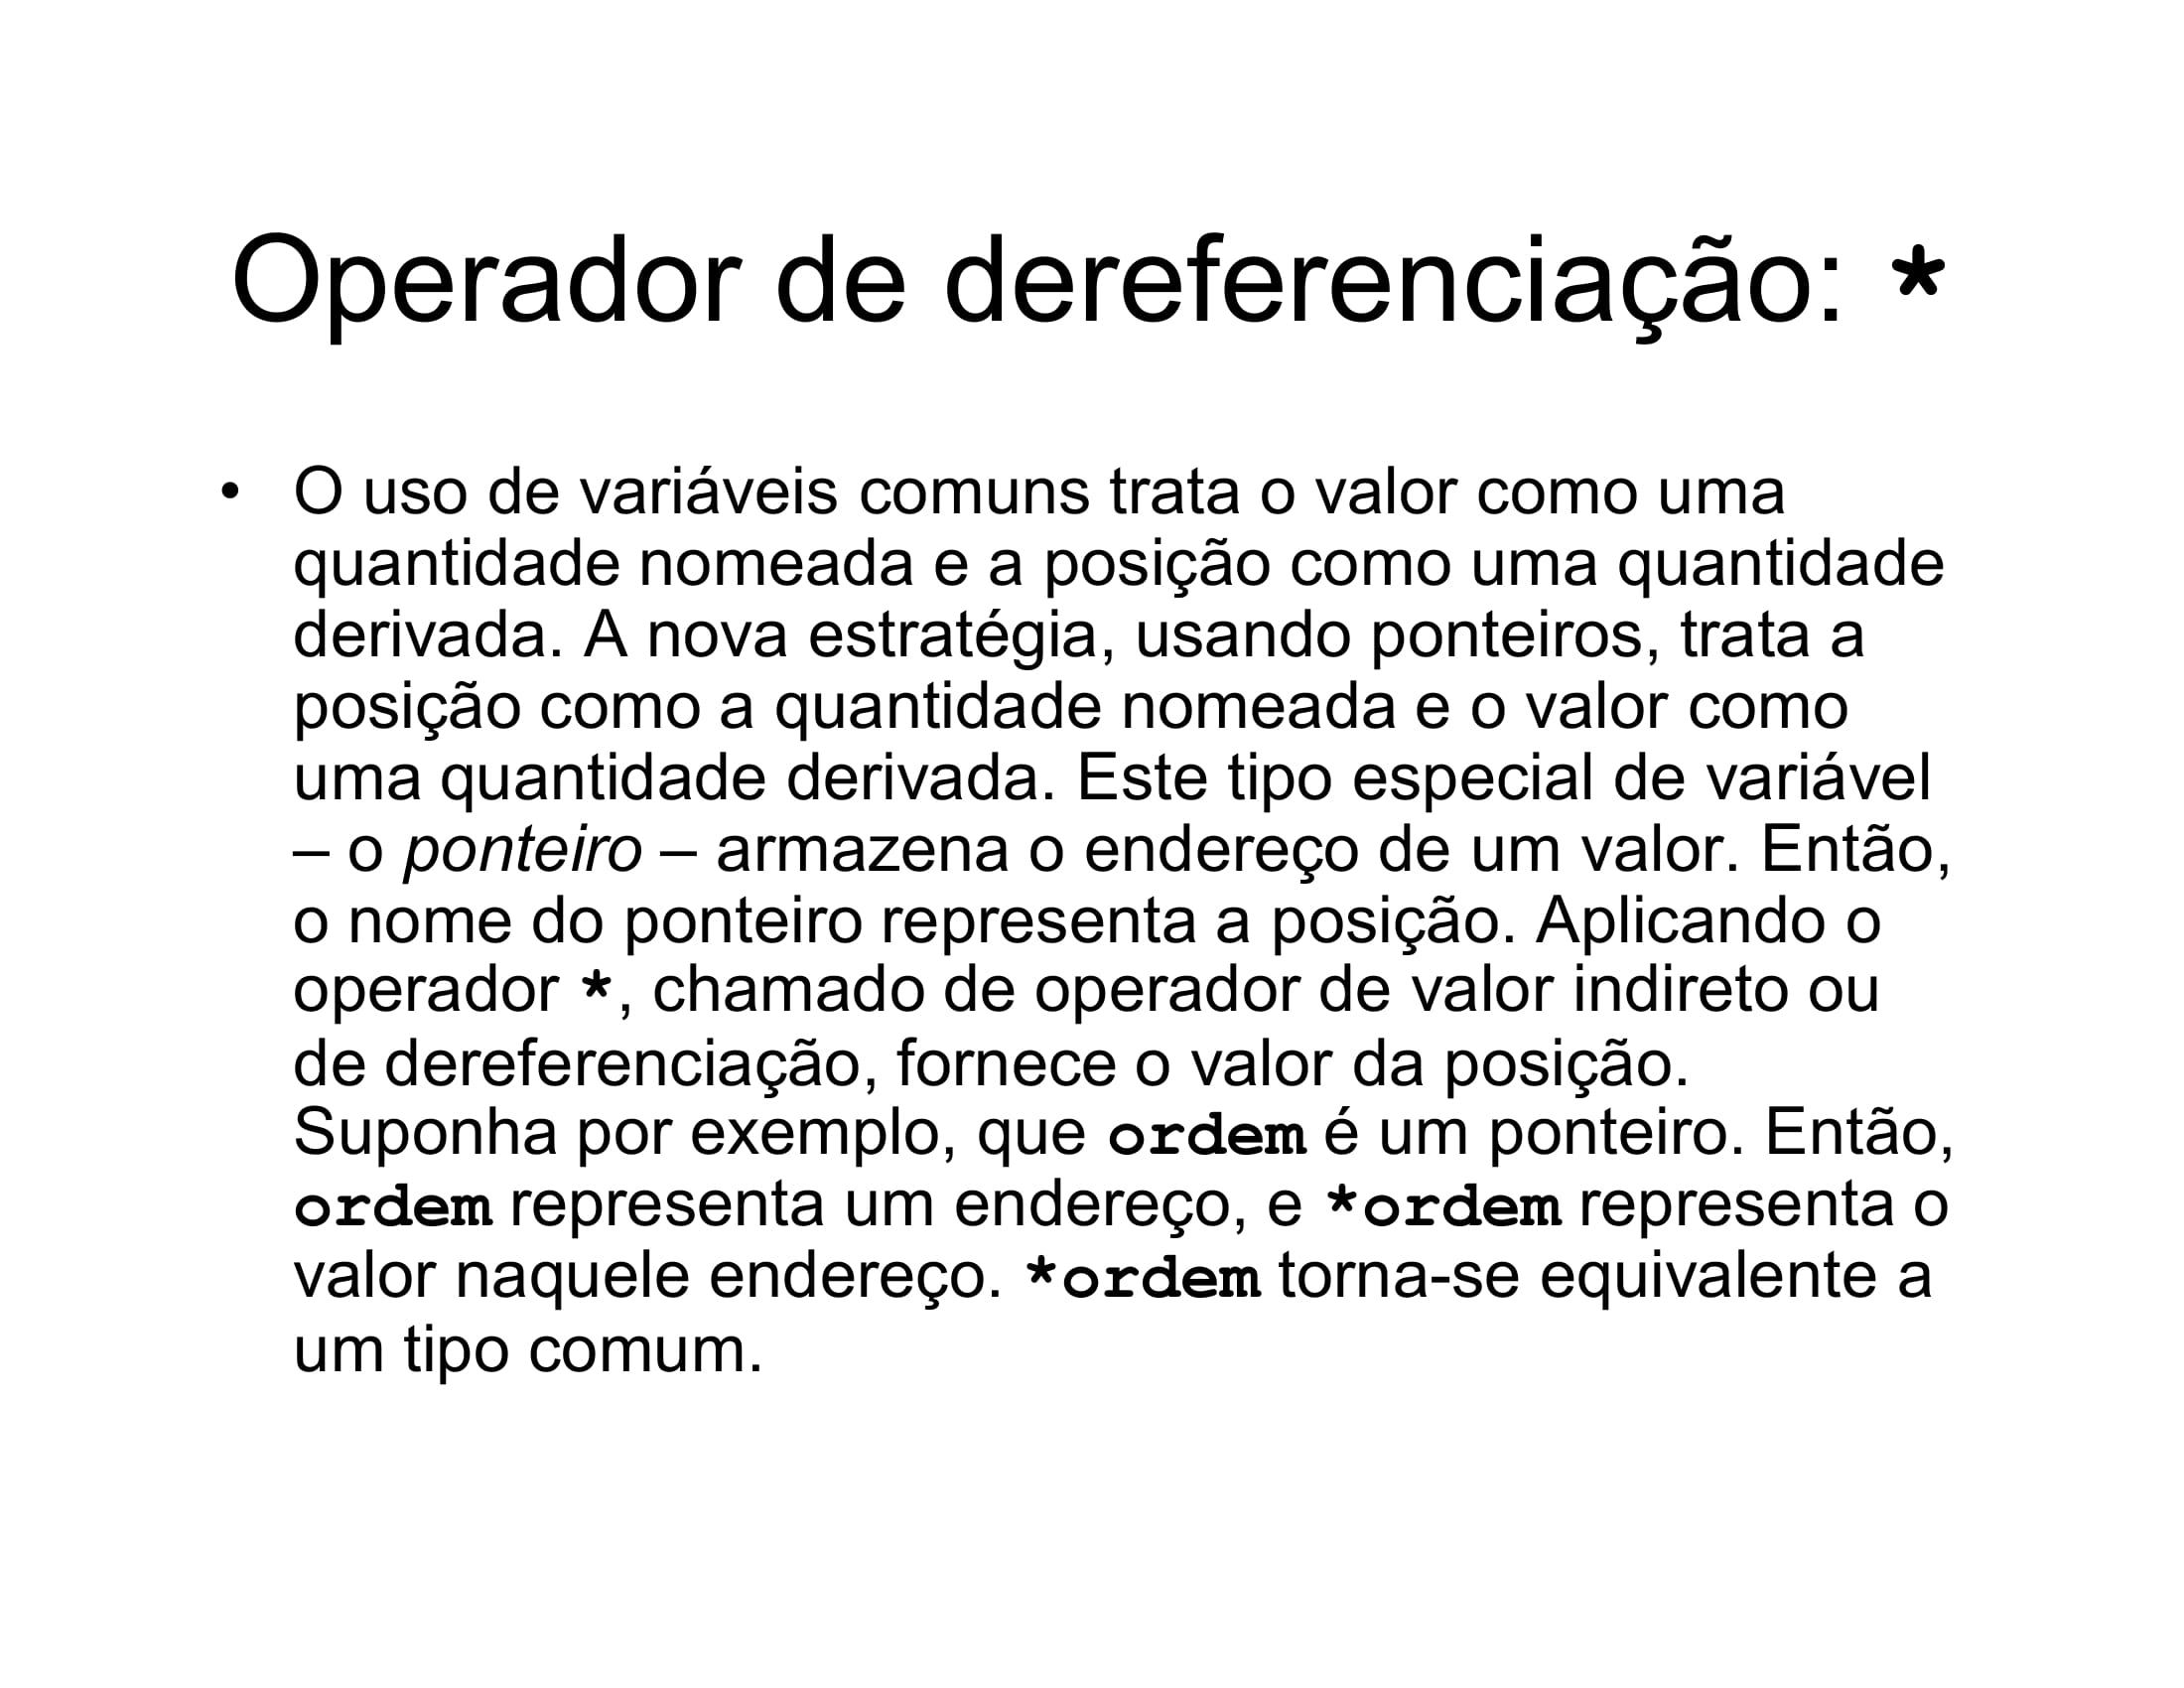 Operador de dereferenciação: *
• O uso de variáveis comuns trata o valor como uma
quantidade nomeada e a posição como uma quantidade
derivada. A nova estratégia, usando ponteiros, trata a
posição como a quantidade nomeada e o valor como
uma quantidade derivada. Este tipo especial de variável
– o ponteiro – armazena o endereço de um valor. Então,
o nome do ponteiro representa a posição. Aplicando o
operador *, chamado de operador de valor indireto ou
de dereferenciação, fornece o valor da posição.
Suponha por exemplo, que ordem é um ponteiro. Então,
ordem representa um endereço, e *ordem representa o
valor naquele endereço. *ordem torna-se equivalente a
um tipo comum.